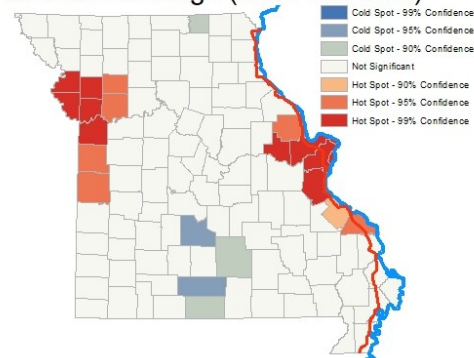 Cold Spot - 99% Confidence
Cold Spot - 95% Confidence
Cold Spot - 90% Confidence
Not Significant
Hot Spot - 90% Confidence
Hot Spot - 95% Confidence
Hot Spot - 99% Confidence